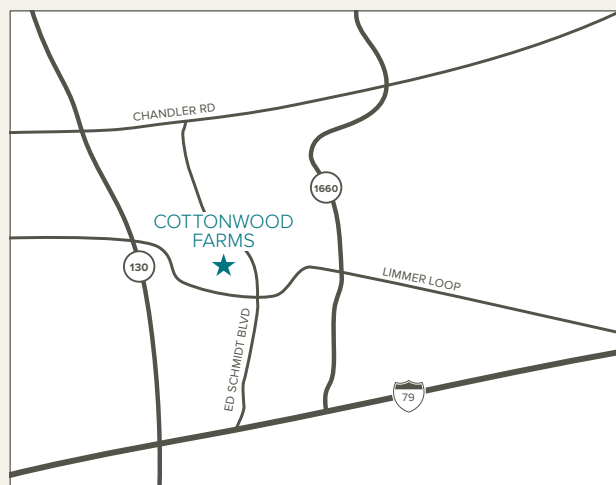 CHANDLER RD
1660
COTTONWOOD
FARMS
130
LIMMER LOOP
ED SCHMIDT BLVD
79